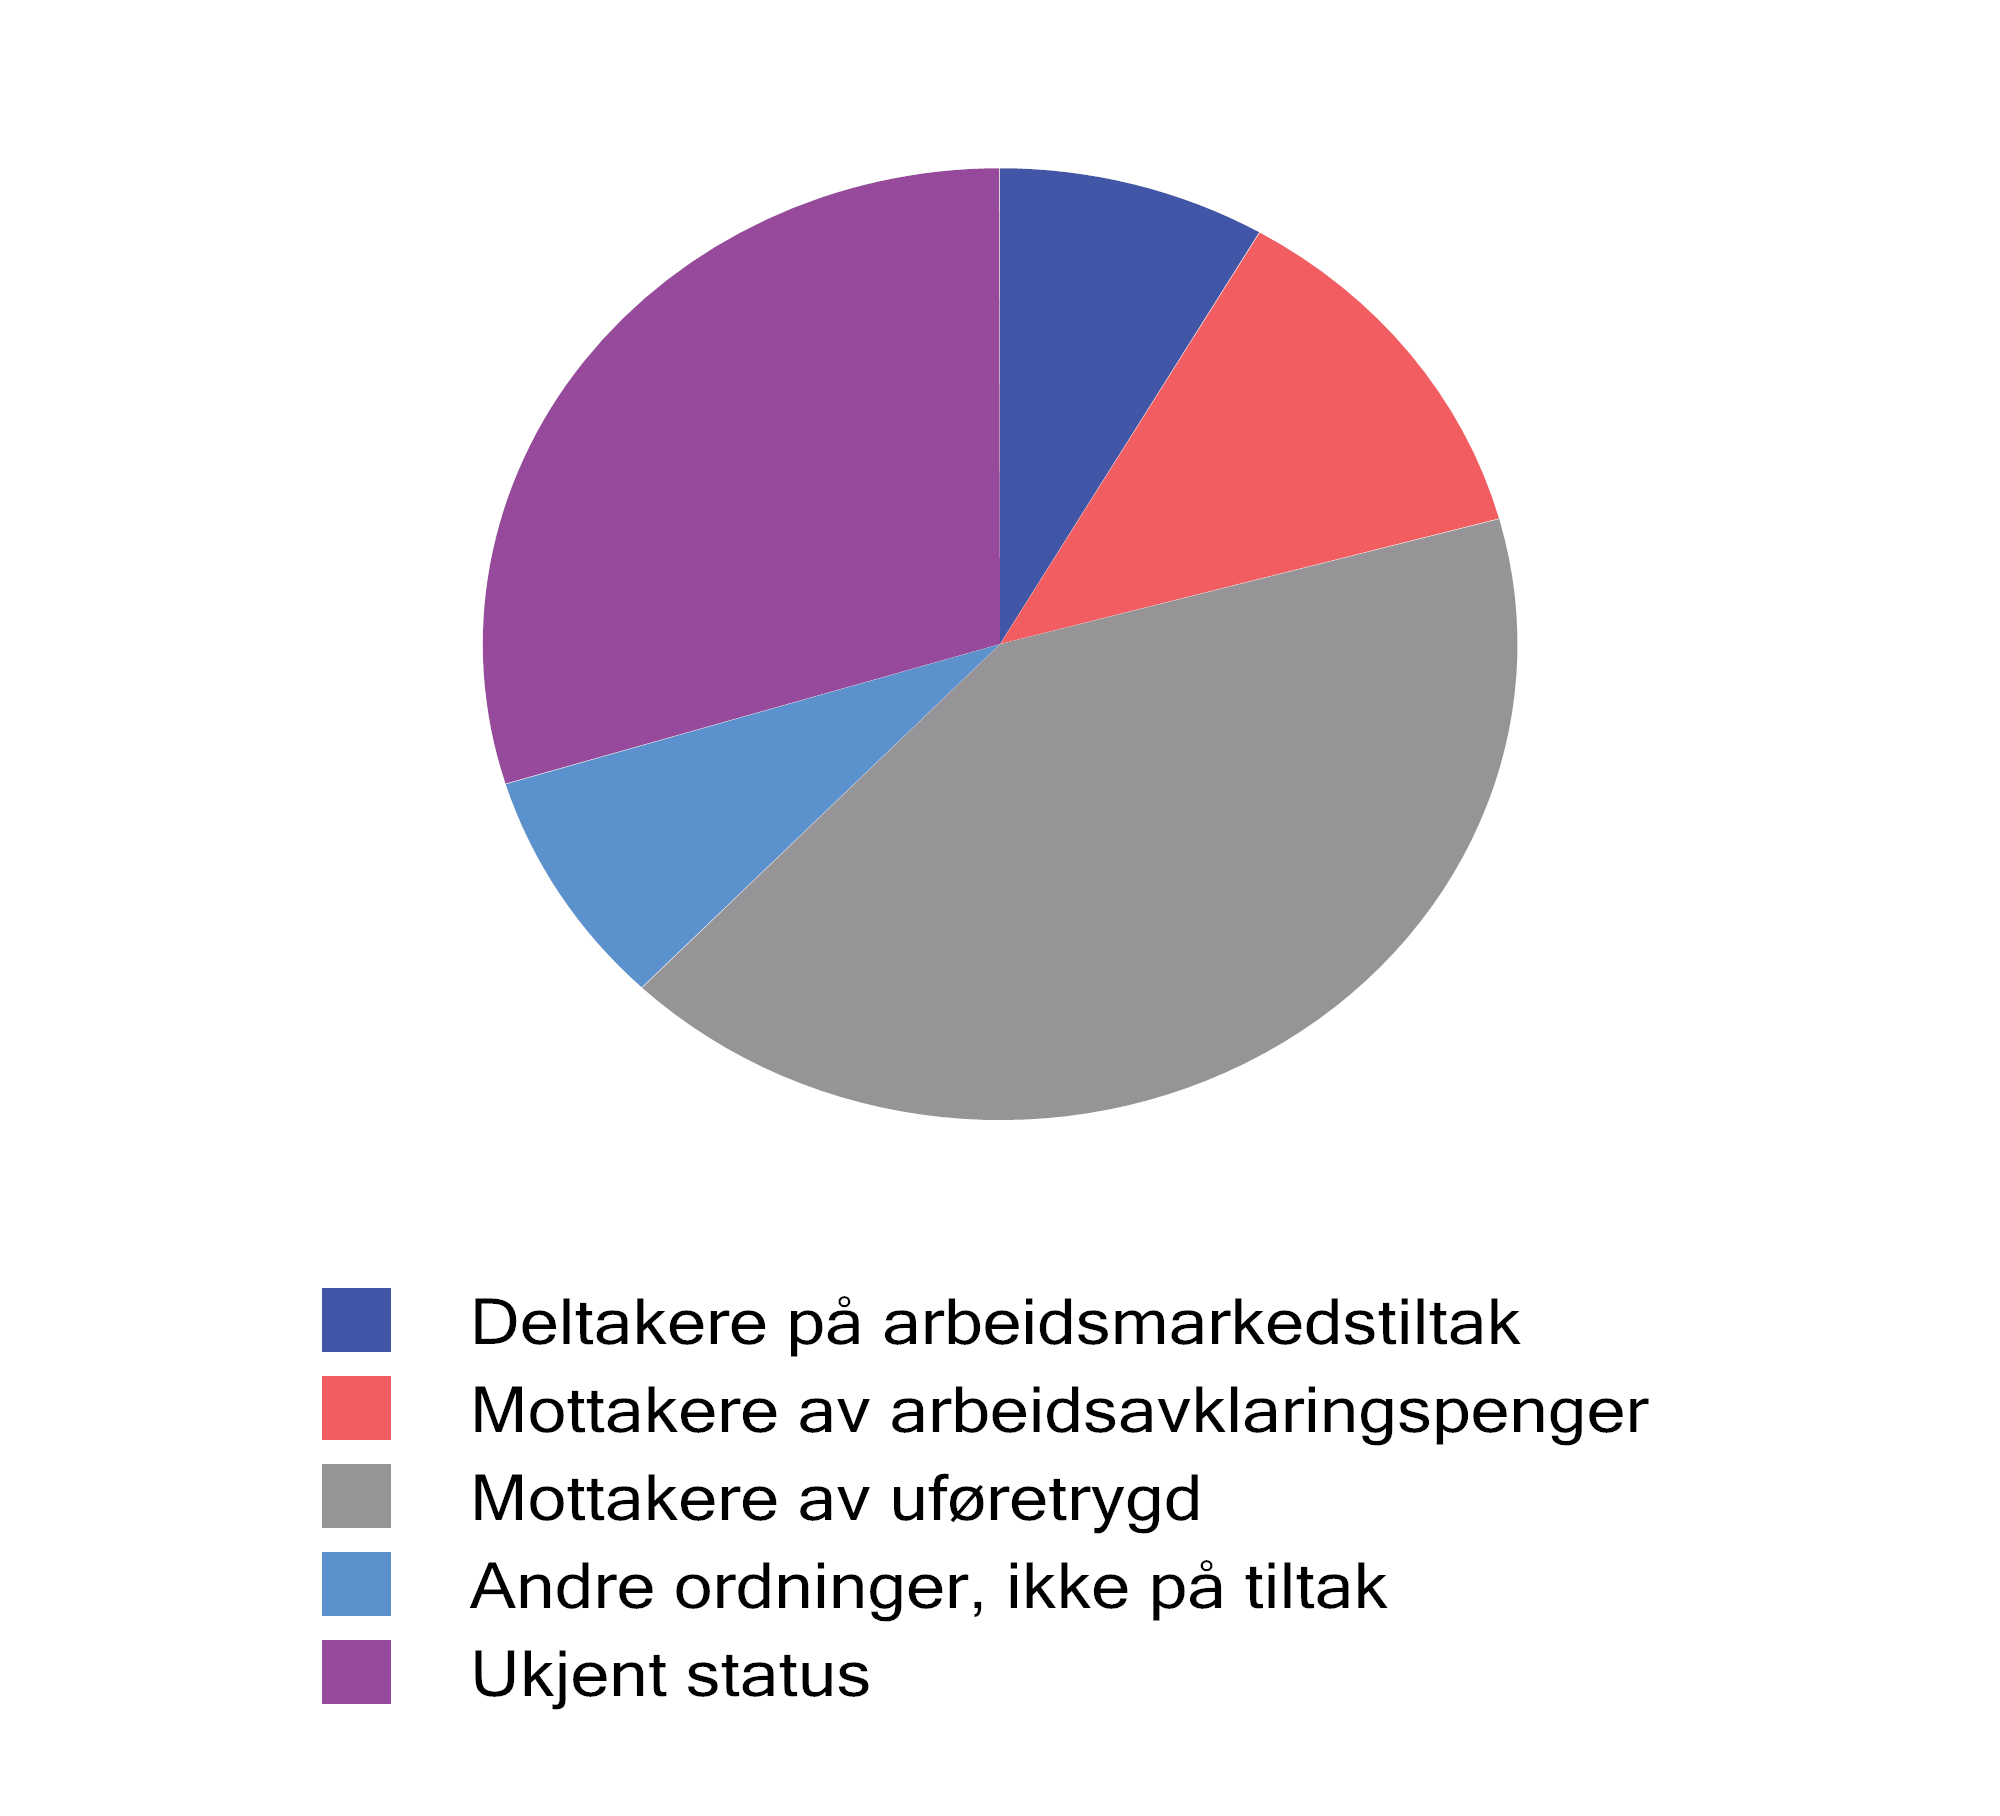 Deltakere på arbeidsmarkedstiltak
Mottakere av arbeidsavklaringspenger
Mottakere av uføretrygd
Andre ordninger, ikke på tiltak
Ukjent status